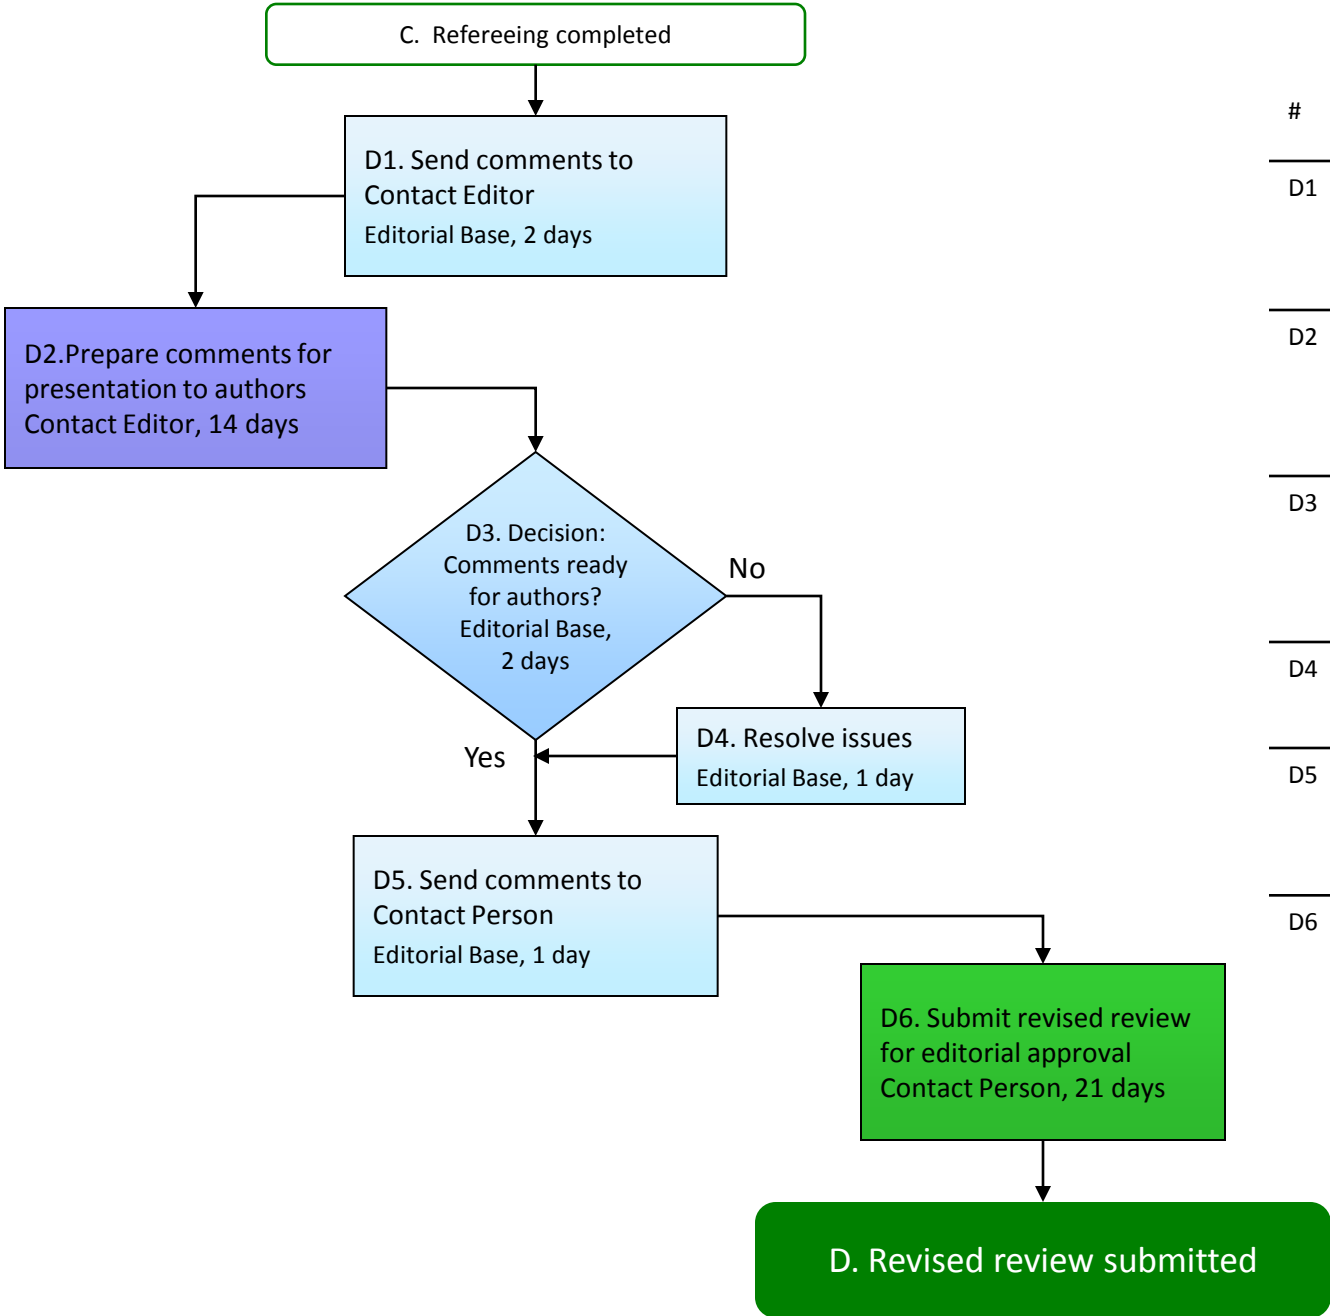 C. Refereeing completed
D1. Send comments to
Contact Editor
Editorial Base, 2 days
D2.Prepare comments for
presentation to authors
Contact Editor, 14 days
D3. Decision:
Comments ready
for authors?
Editorial Base,
2 days
No
Yes
D4. Resolve issues
Editorial Base, 1 day
D5. Send comments to
Contact Person
Editorial Base, 1 day
D6. Submit revised review
for editorial approval
Contact Person, 21 days
D. Revised review submitted
#
D1
D2
D3
D4
D5
D6